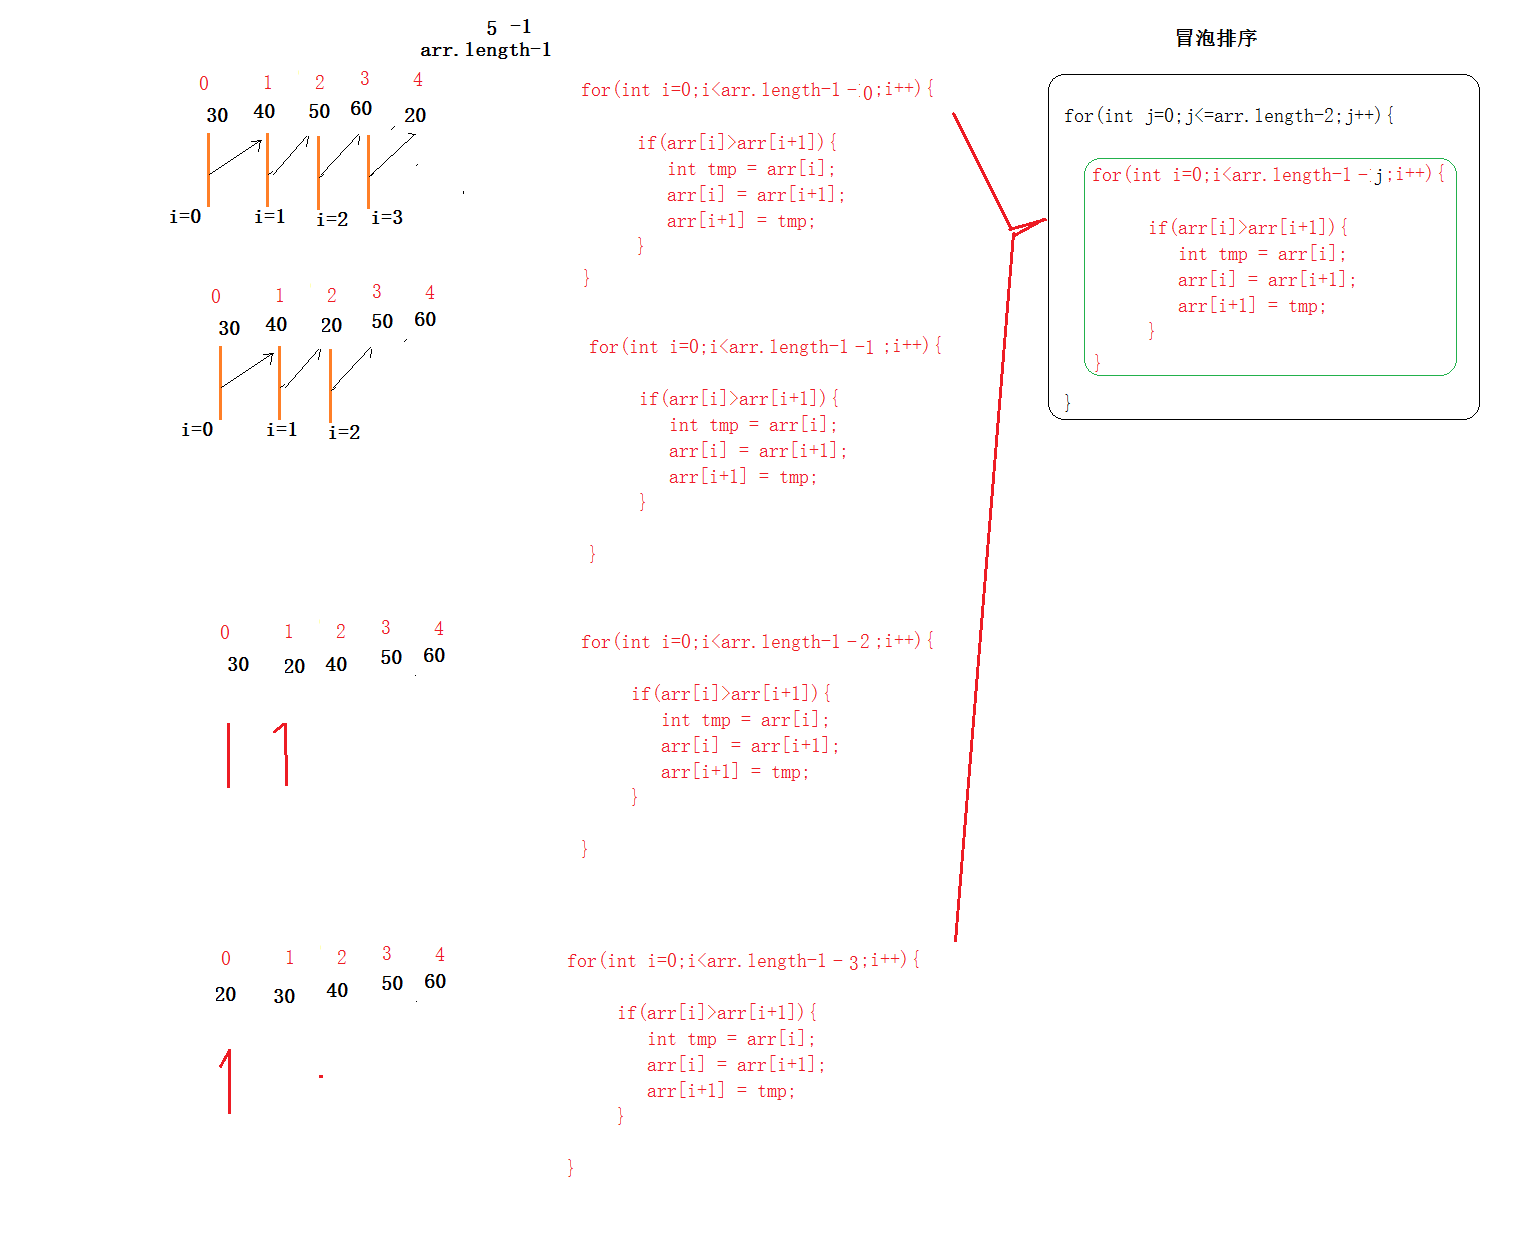 5 -1
arr.length-1
0 1 2 3 4
30 40 50 60 20
i=0 i=1 i=2 i=3
for(int i=0;i<arr.length-1-0;i++){
if(arr[i]>arr[i+1]){
int tmp = arr[i];
arr[i] = arr[i+1];
arr[i+1] = tmp;
}
}
0 1 2 3 4
30 40 20 50 60
i=0 i=1 i=2
for(int i=0;i<arr.length-1-1 ;i++){
if(arr[i]>arr[i+1]){
int tmp = arr[i];
arr[i] = arr[i+1];
arr[i+1] = tmp;
}
}
0 1 2 3 4
30 20 40 50 60
for(int i=0;i<arr.length-1-2 ;i++){
if(arr[i]>arr[i+1]){
int tmp = arr[i];
arr[i] = arr[i+1];
arr[i+1] = tmp;
}
}
0 1 2 3 4
20 30 40 50 60
for(int i=0;i<arr.length-1-3;i++){
if(arr[i]>arr[i+1]){
int tmp = arr[i];
arr[i] = arr[i+1];
arr[i+1] = tmp;
}
}
冒泡排序
for(int j=0;j<=arr.length-2;j++){
for(int i=0;i<arr.length-1-j;i++){
if(arr[i]>arr[i+1]){
int tmp = arr[i];
arr[i] = arr[i+1];
arr[i+1] = tmp;
}
}
}